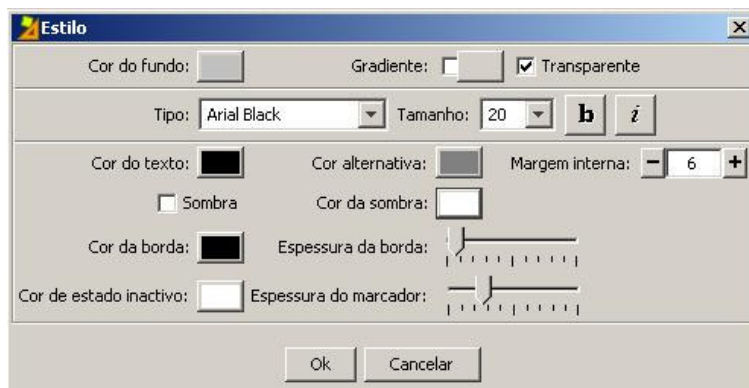 Estilo
Cor do fundo: Gradiente: Transparente
Tipo: Arial Black Tamanho: 20 b i
Cor do texto: Cor alternativa: Margem interna: 6
Sombra Cor da sombra:
Cor da borda: Espessura da borda:
Cor de estado inactivo: Espessura do marcador:
Ok Cancelar